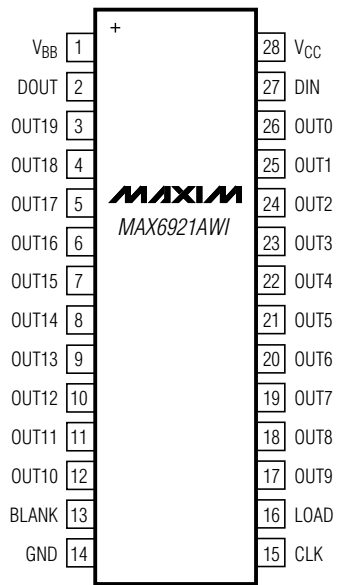 +
V_BB 1 28 V_CC
DOUT 2 27 DIN
OUT19 3 26 OUT0
OUT18 4 25 OUT1
OUT17 5 MAXIM 24 OUT2
OUT16 6 MAX6921AWI 23 OUT3
OUT15 7 22 OUT4
OUT14 8 21 OUT5
OUT13 9 20 OUT6
OUT12 10 19 OUT7
OUT11 11 18 OUT8
OUT10 12 17 OUT9
BLANK 13 16 LOAD
GND 14 15 CLK